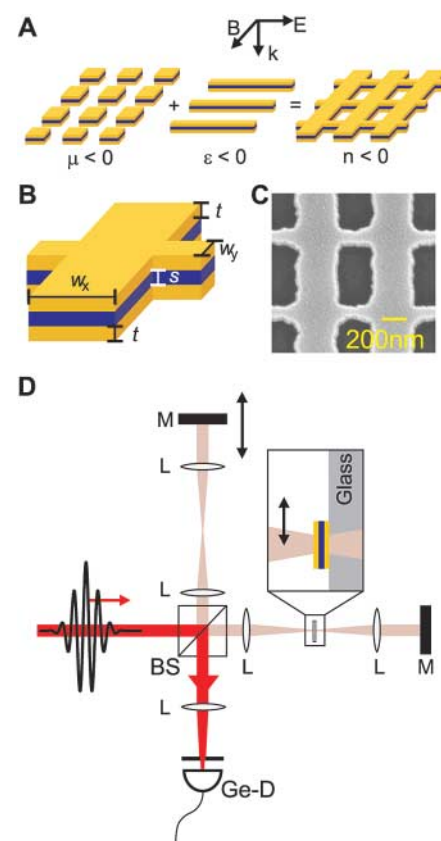 A
B E
k
+ =
μ < 0 ε < 0 n < 0
B
t
w_y
w_x s
t
C
200nm
D
M
L
Glass
L
BS L L M
L
Ge-D